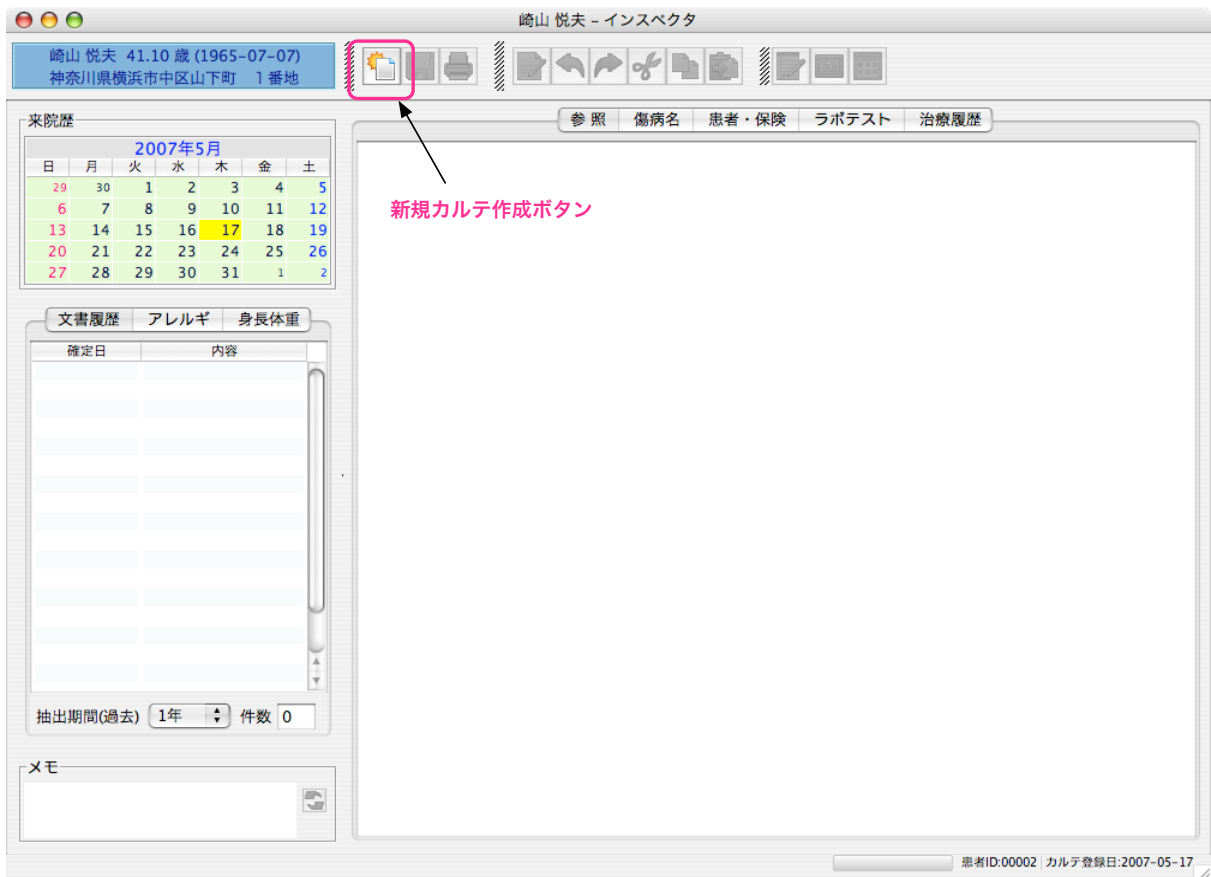 崎山 悦夫 – インスペクタ
崎山 悦夫 41.10 歳 (1965-07-07)
神奈川県横浜市中区山下町 1番地
来院歴
2007年5月
日 月 火 水 木 金 土
29 30 1 2 3 4 5
6 7 8 9 10 11 12
13 14 15 16 17 18 19
20 21 22 23 24 25 26
27 28 29 30 31 1 2
参 照 傷病名 患者・保険 ラボテスト 治療履歴
新規カルテ作成ボタン
文書履歴 アレルギ 身長体重
確定日 内容
抽出期間(過去) 1年 件数 0
メモ
患者ID:00002 カルテ登録日:2007-05-17